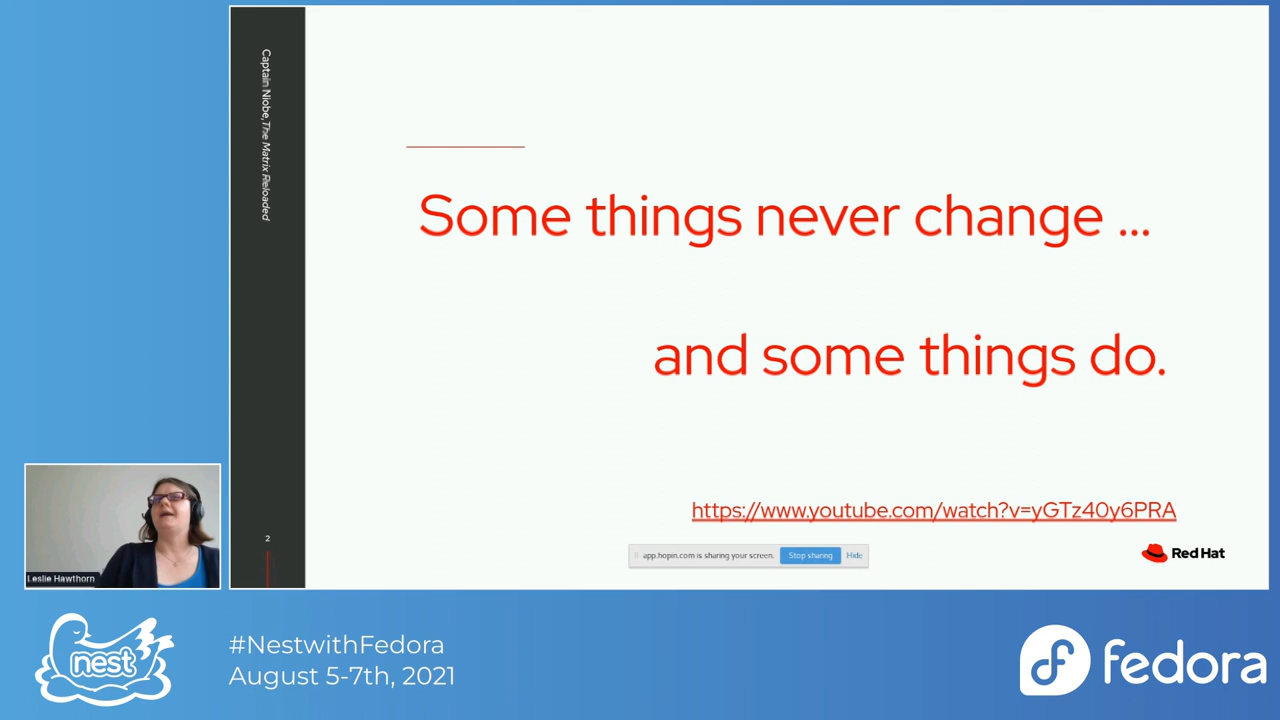 Captain Niobe, The Matrix Reloaded
Some things never change ...
and some things do.
https://www.youtube.com/watch?v=yGTz40y6PRA
app.hopin.com is sharing your screen.
Stop sharing
Hide
Red Hat
2
Leslie Hawthorn
nest
#NestwithFedora
August 5-7th, 2021
fedora